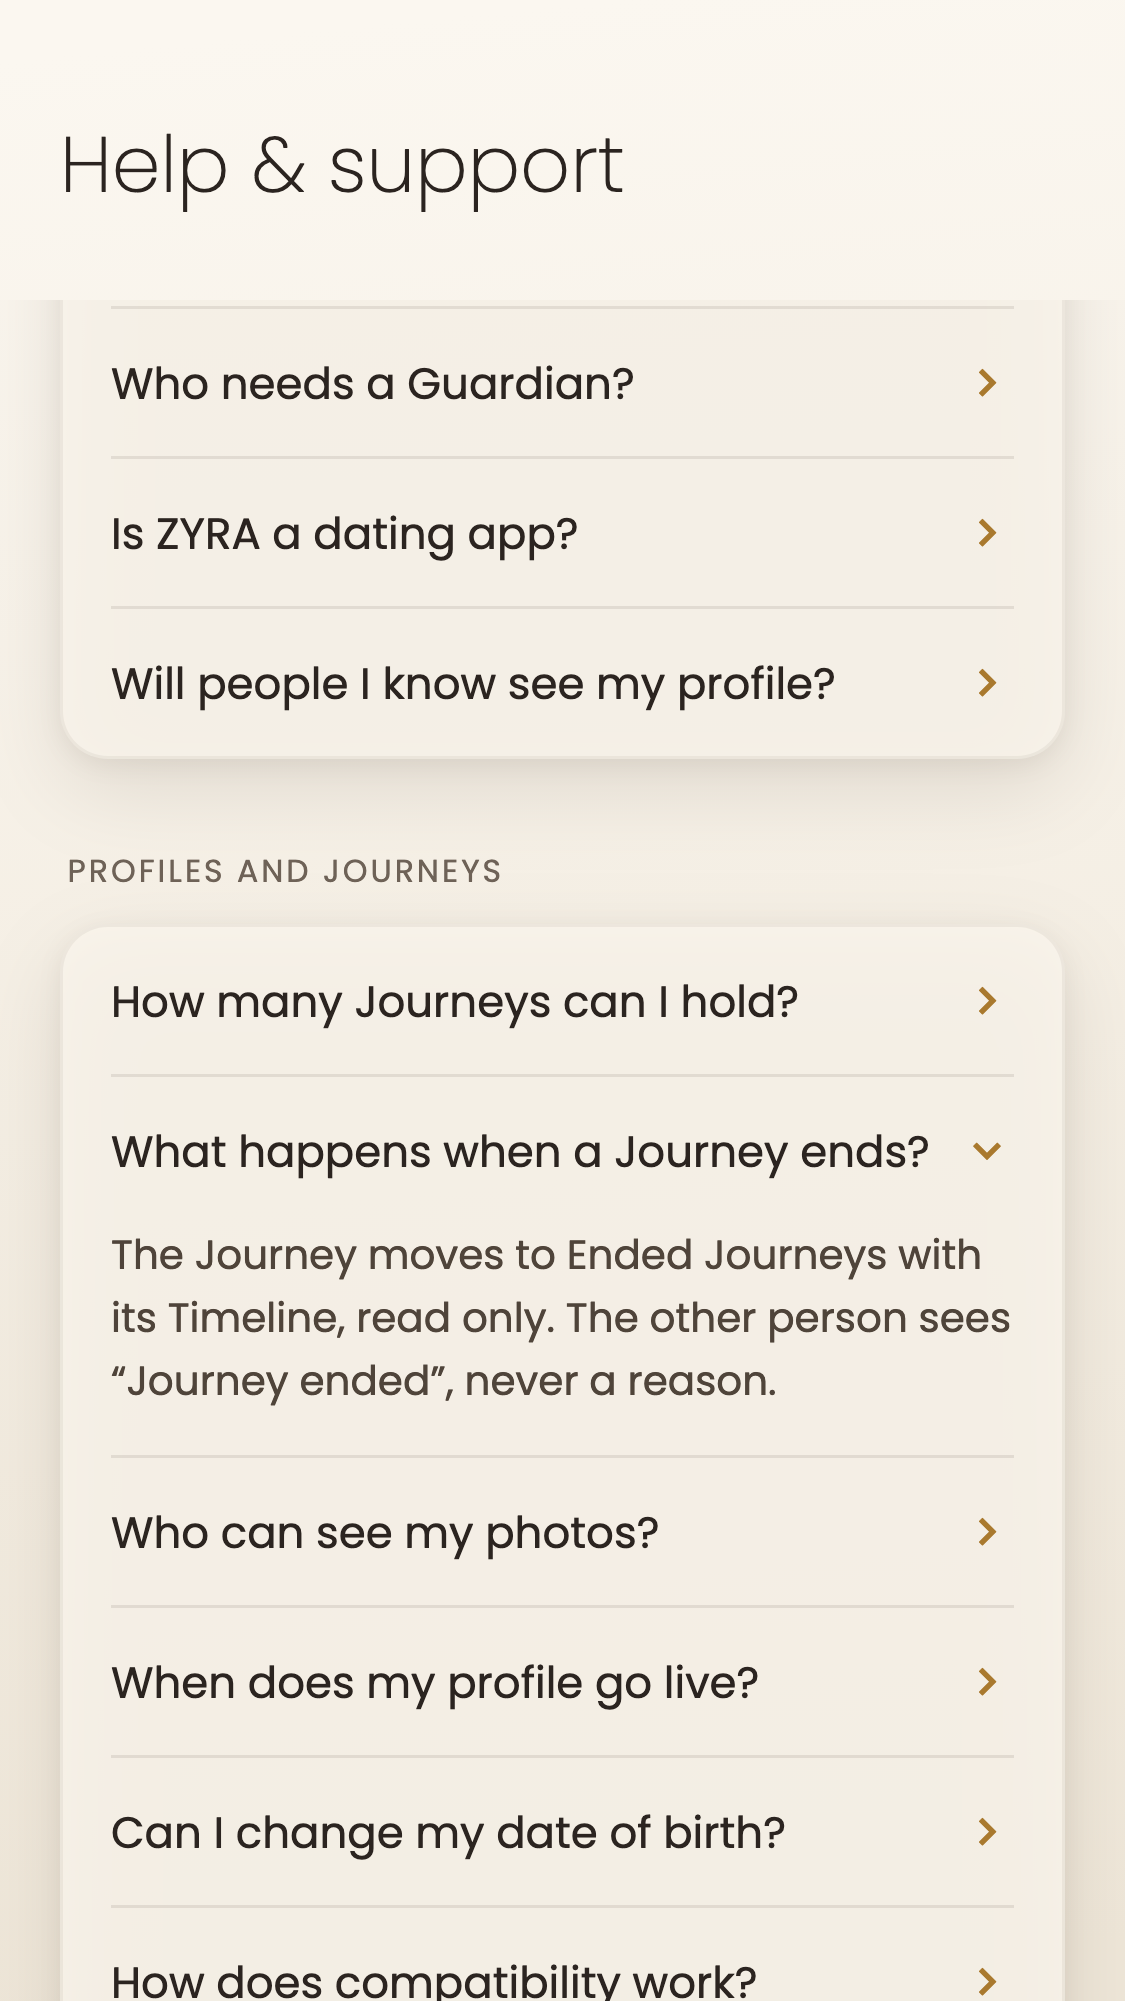 Help & support
Who needs a Guardian?
Is ZYRA a dating app?
Will people I know see my profile?
PROFILES AND JOURNEYS
How many Journeys can I hold?
What happens when a Journey ends?
The Journey moves to Ended Journeys with
its Timeline, read only. The other person sees
“Journey ended”, never a reason.
Who can see my photos?
When does my profile go live?
Can I change my date of birth?
How does compatibility work?